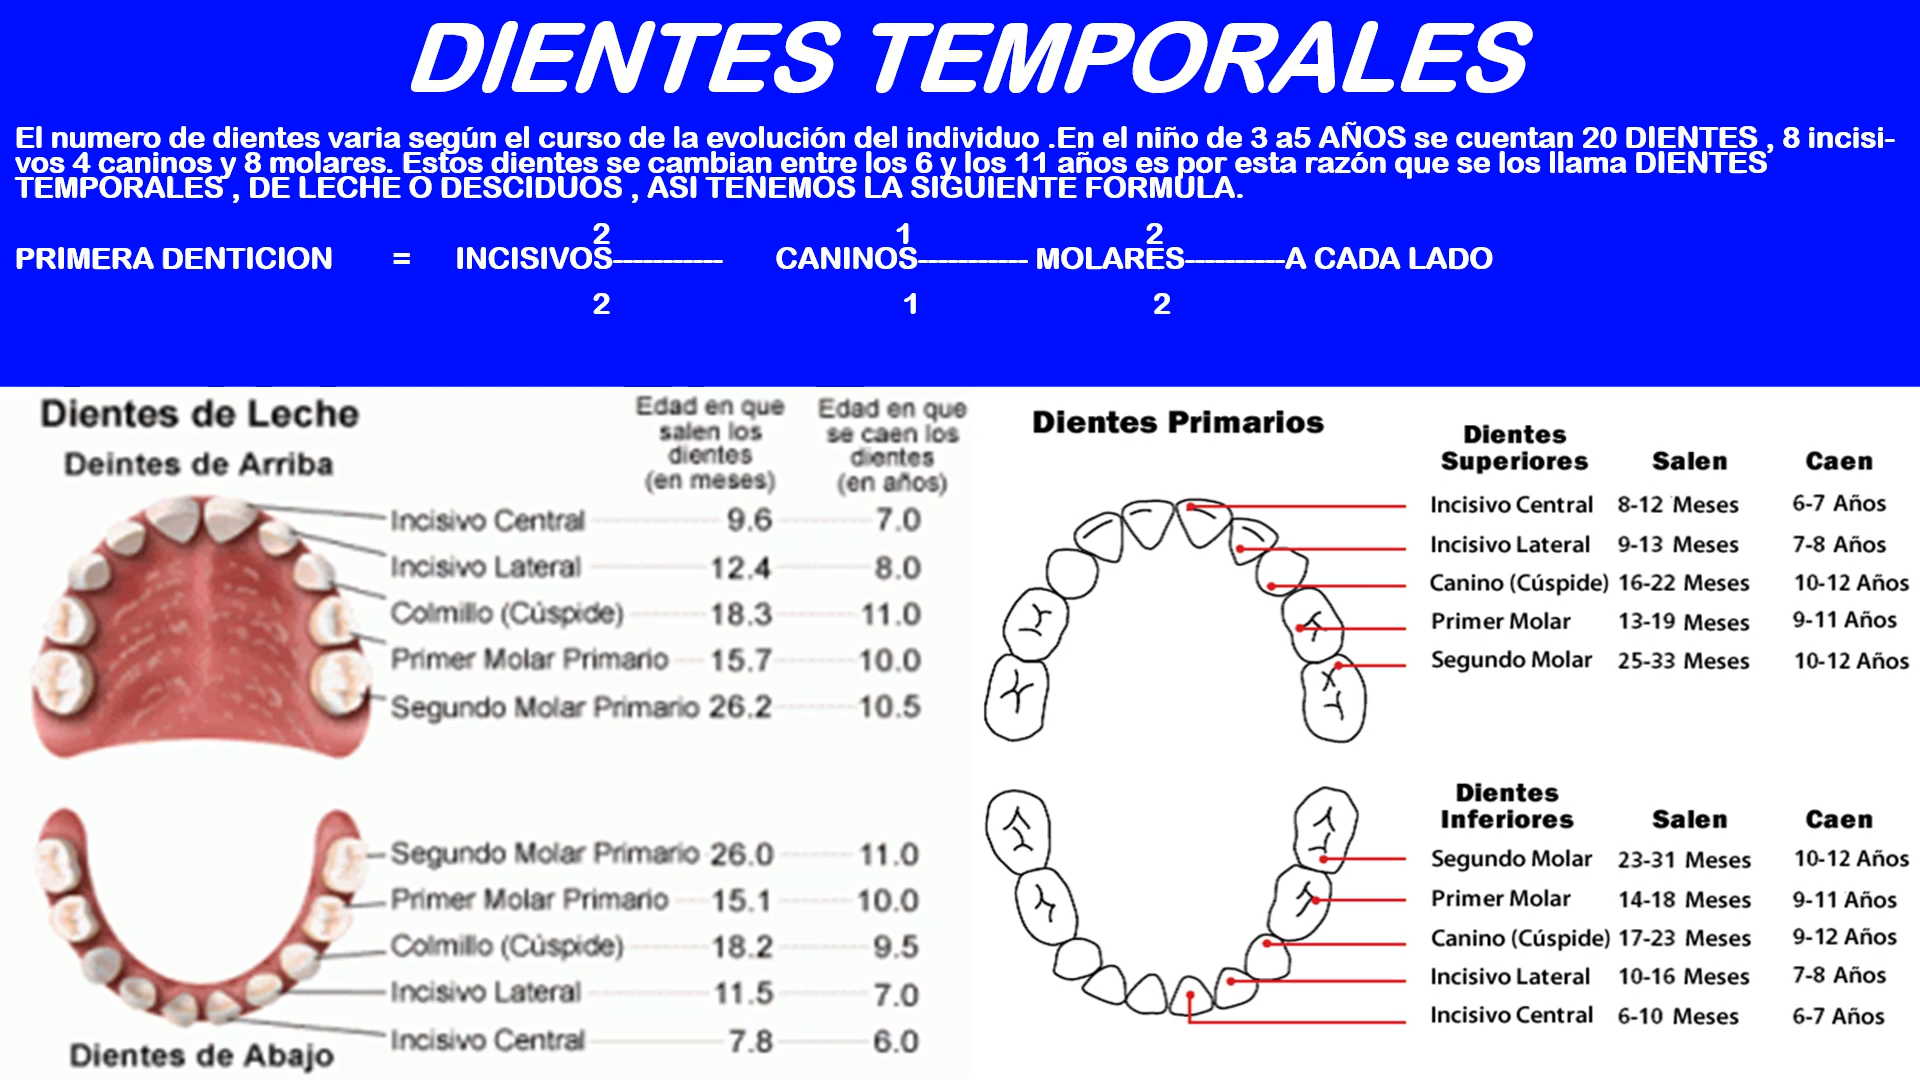 DIENTES TEMPORALES
El numero de dientes varia según el curso de la evolución del individuo .En el niño de 3 a5 AÑOS se cuentan 20 DIENTES , 8 incisi-
vos 4 caninos y 8 molares. Estos dientes se cambian entre los 6 y los 11 años es por esta razón que se los llama DIENTES
TEMPORALES , DE LECHE O DESCIDUOS , ASI TENEMOS LA SIGUIENTE FORMULA.
2 1 2
PRIMERA DENTICION = INCISIVOS----------- CANINOS----------- MOLARES----------A CADA LADO
2 1 2
Dientes de Leche
Deintes de Arriba
Edad en que
salen los
dientes
(en meses)
Edad en que
se caen los
dientes
(en años)
Incisivo Central 9.6 7.0
Incisivo Lateral 12.4 8.0
Colmillo (Cúspide) 18.3 11.0
Primer Molar Primario 15.7 10.0
Segundo Molar Primario 26.2 10.5
Segundo Molar Primario 26.0 11.0
Primer Molar Primario 15.1 10.0
Colmillo (Cúspide) 18.2 9.5
Incisivo Lateral 11.5 7.0
Incisivo Central 7.8 6.0
Dientes de Abajo
Dientes Primarios
Dientes
Superiores Salen Caen
Incisivo Central 8-12 Meses 6-7 Años
Incisivo Lateral 9-13 Meses 7-8 Años
Canino (Cúspide) 16-22 Meses 10-12 Años
Primer Molar 13-19 Meses 9-11 Años
Segundo Molar 25-33 Meses 10-12 Años
Dientes
Inferiores Salen Caen
Segundo Molar 23-31 Meses 10-12 Años
Primer Molar 14-18 Meses 9-11 Años
Canino (Cúspide) 17-23 Meses 9-12 Años
Incisivo Lateral 10-16 Meses 7-8 Años
Incisivo Central 6-10 Meses 6-7 Años